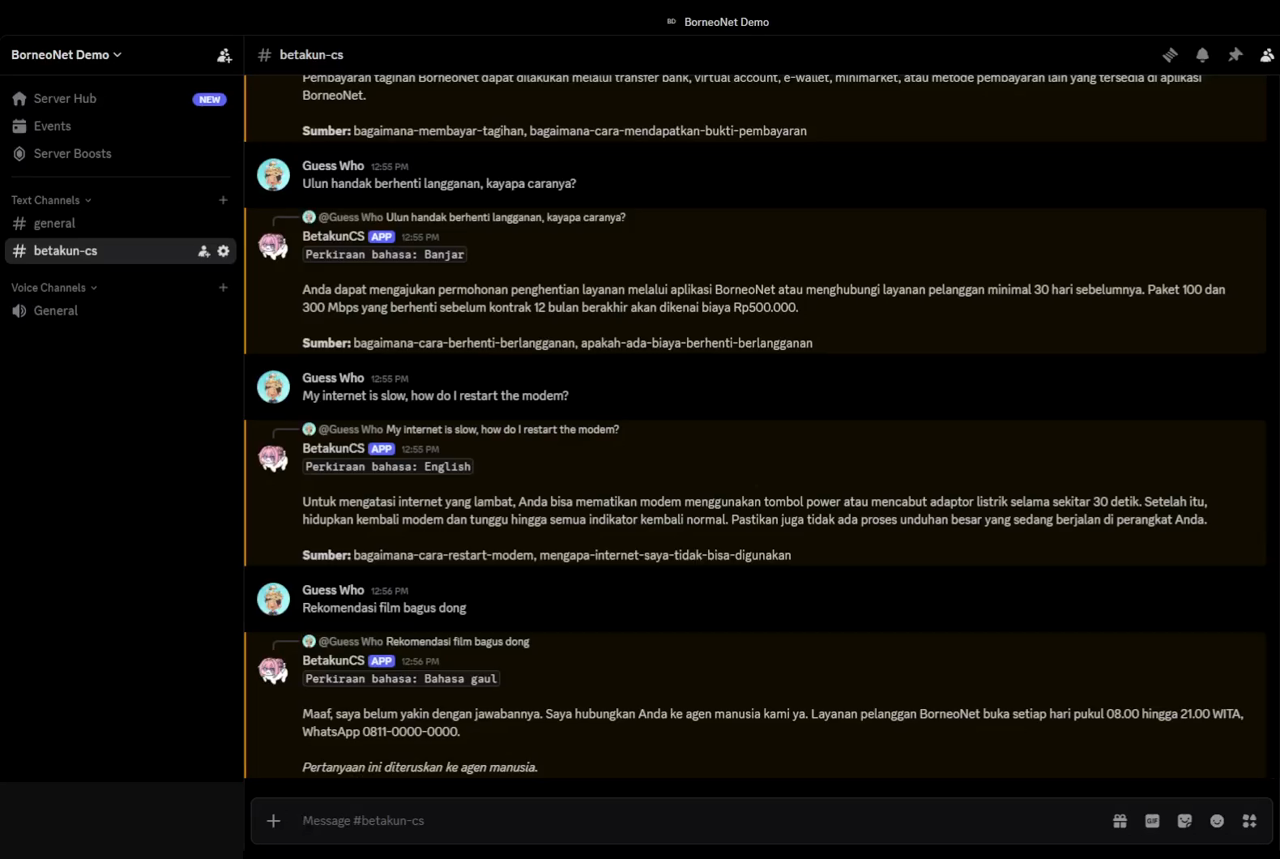 BD BorneoNet Demo
BorneoNet Demo
# betakun-cs
Server Hub NEW
Events
Server Boosts
Text Channels
# general
# betakun-cs
Voice Channels
General
Pembayaran tagihan BorneoNet dapat dilakukan melalui transfer bank, virtual account, e-wallet, minimarket, atau metode pembayaran lain yang tersedia di aplikasi
BorneoNet.
Sumber: bagaimana-membayar-tagihan, bagaimana-cara-mendapatkan-bukti-pembayaran
Guess Who 12:55 PM
Ulun handak berhenti langganan, kayapa caranya?
@Guess Who Ulun handak berhenti langganan, kayapa caranya?
BetakunCS APP 12:55 PM
Perkiraan bahasa: Banjar
Anda dapat mengajukan permohonan penghentian layanan melalui aplikasi BorneoNet atau menghubungi layanan pelanggan minimal 30 hari sebelumnya. Paket 100 dan
300 Mbps yang berhenti sebelum kontrak 12 bulan berakhir akan dikenai biaya Rp500.000.
Sumber: bagaimana-cara-berhenti-berlangganan, apakah-ada-biaya-berhenti-berlangganan
Guess Who 12:55 PM
My internet is slow, how do I restart the modem?
@Guess Who My internet is slow, how do I restart the modem?
BetakunCS APP 12:55 PM
Perkiraan bahasa: English
Untuk mengatasi internet yang lambat, Anda bisa mematikan modem menggunakan tombol power atau mencabut adaptor listrik selama sekitar 30 detik. Setelah itu,
hidupkan kembali modem dan tunggu hingga semua indikator kembali normal. Pastikan juga tidak ada proses unduhan besar yang sedang berjalan di perangkat Anda.
Sumber: bagaimana-cara-restart-modem, mengapa-internet-saya-tidak-bisa-digunakan
Guess Who 12:56 PM
Rekomendasi film bagus dong
@Guess Who Rekomendasi film bagus dong
BetakunCS APP 12:56 PM
Perkiraan bahasa: Bahasa gaul
Maaf, saya belum yakin dengan jawabannya. Saya hubungkan Anda ke agen manusia kami ya. Layanan pelanggan BorneoNet buka setiap hari pukul 08.00 hingga 21.00 WITA,
WhatsApp 0811-0000-0000.
Pertanyaan ini diteruskan ke agen manusia.
Message #betakun-cs
GIF